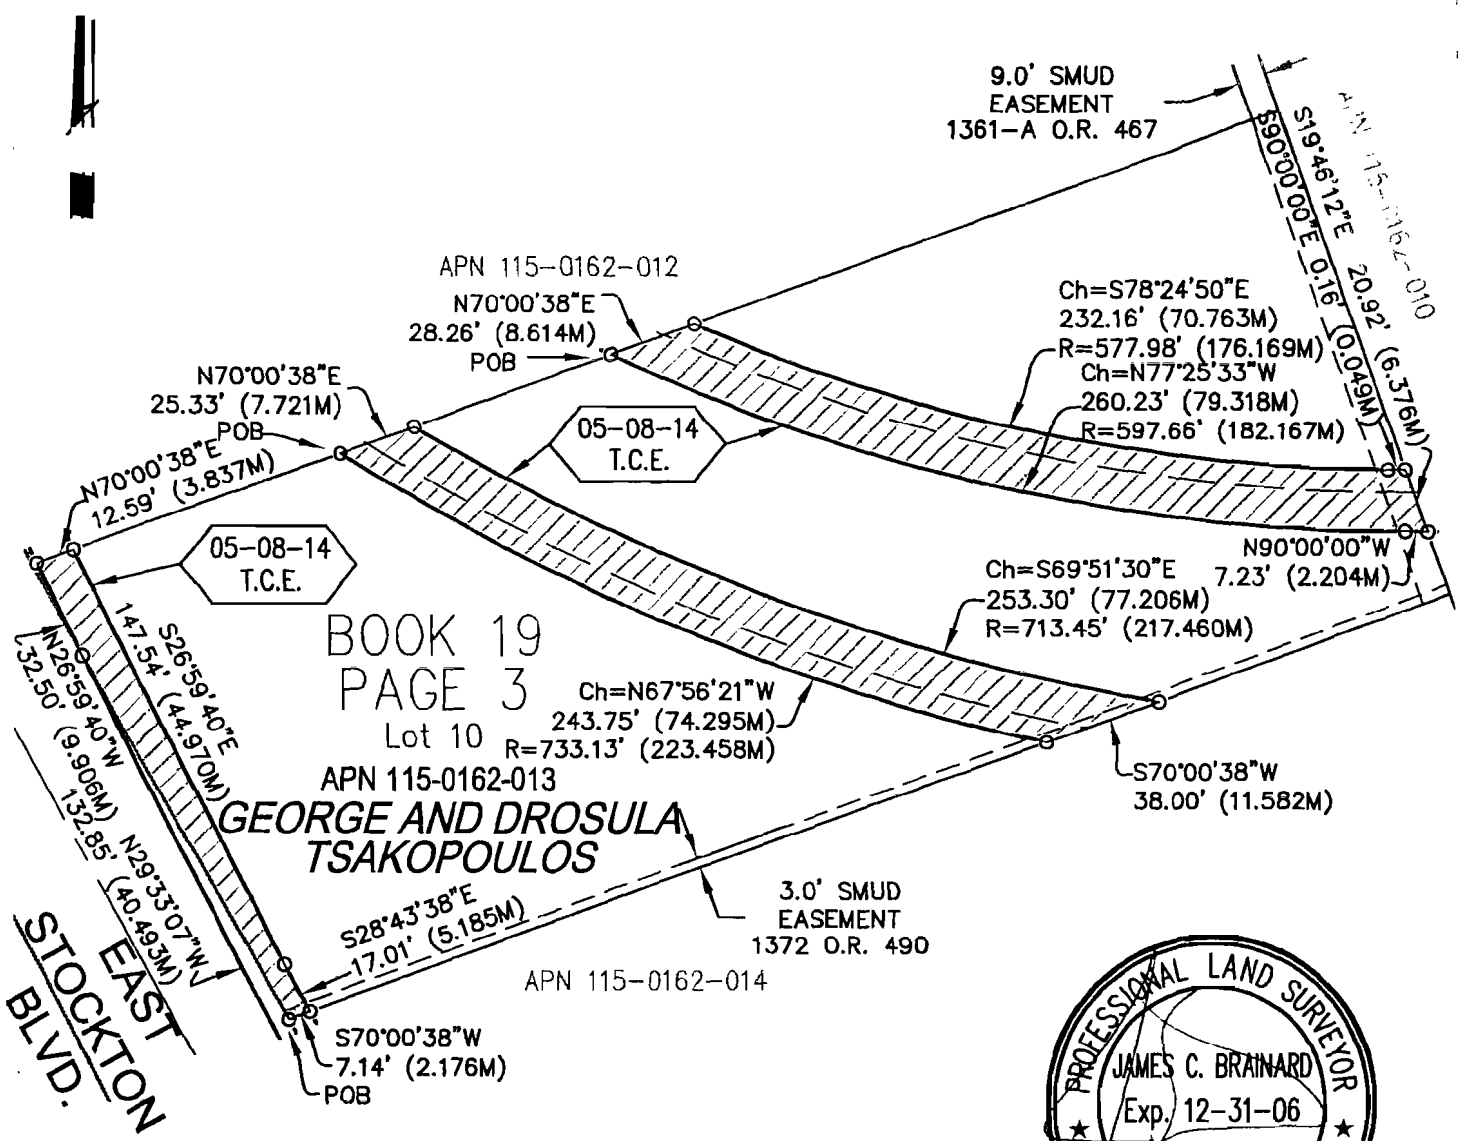 9.0' SMUD
EASEMENT
1361-A O.R. 467
APN 115-0162-010
S19°46'12"E 20.92' (6.376M)
S90°00'00"E 0.16' (0.049M)
APN 115-0162-012
N70°00'38"E
28.26' (8.614M)
POB
Ch=S78°24'50"E
232.16' (70.763M)
R=577.98' (176.169M)
Ch=N77°25'33"W
260.23' (79.318M)
R=597.66' (182.167M)
N70°00'38"E
25.33' (7.721M)
POB
05-08-14
T.C.E.
N70°00'38"E
12.59' (3.837M)
05-08-14
T.C.E.
N90°00'00"W
7.23' (2.204M)
Ch=S69°51'30"E
253.30' (77.206M)
R=713.45' (217.460M)
S26°59'40"E
147.54' (44.970M)
N26°59'40"W
32.50' (9.906M)
BOOK 19
PAGE 3
Lot 10
Ch=N67°56'21"W
243.75' (74.295M)
R=733.13' (223.458M)
APN 115-0162-013
GEORGE AND DROSULA
TSAKOPOULOS
S70°00'38"W
38.00' (11.582M)
N29°33'07"W
132.85' (40.493M)
S28°43'38"E
17.01' (5.185M)
3.0' SMUD
EASEMENT
1372 O.R. 490
APN 115-0162-014
EAST
STOCKTON
BLVD.
S70°00'38"W
7.14' (2.176M)
POB
PROFESSIONAL LAND SURVEYOR
JAMES C. BRAINARD
Exp. 12-31-06